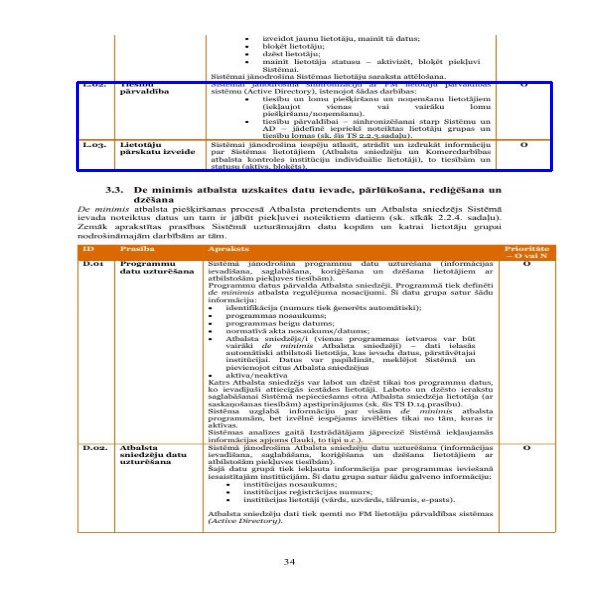 • izveidot jaunu lietotāju, mainīt tā datus;
• bloķēt lietotāju;
• dzēst lietotāju;
• mainīt lietotāja statusu – aktivizēt, bloķēt piekļuvi
Sistēmai.
Sistēmai jānodrošina Sistēmas lietotāju saraksta attēlošana.
L.02. Tiesību pārvaldība
Sistēmai jānodrošina sinhronizāciju ar FM lietotāju pārvaldības
sistēmu (Active Directory), īstenojot šādas darbības:
• tiesību un lomu piešķiršanu un noņemšanu lietotājiem
(iekļaujot vienas vai vairāku lomu
piešķiršanu/noņemšanu).
• tiesību pārvaldībai – sinhronizēšanai starp Sistēmu un
AD – jādefinē iepriekš noteiktas lietotāju grupas un
tiesību lomas (sk. šīs TS 2.2.3.sadaļu).
O
L.03. Lietotāju
pārskatu izveide
Sistēmai jānodrošina iespēju atlasīt, atrādīt un izdrukāt informāciju
par Sistēmas lietotājiem (Atbalsta sniedzēju un Komercdarbības
atbalsta kontroles institūciju individuālie lietotāji), to tiesībām un
statusu (aktīvs, bloķēts).
O
3.3. De minimis atbalsta uzskaites datu ievade, pārlūkošana, rediģēšana un
dzēšana
De minimis atbalsta piešķiršanas procesā Atbalsta pretendents un Atbalsta sniedzējs Sistēmā
ievada noteiktus datus un tam ir jābūt piekļuvei noteiktiem datiem (sk. sīkāk 2.2.4. sadaļu).
Zemāk aprakstītas prasības Sistēmā uzturāmajām datu kopām un katrai lietotāju grupai
nodrošināmajām darbībām ar tām.
ID Prasība Apraksts Prioritāte
– O vai N
D.01 Programmu
datu uzturēšana
Sistēmā jānodrošina programmu datu uzturēšana (informācijas
ievadīšana, saglabāšana, koriģēšana un dzēšana lietotājiem ar
atbilstošām piekļuves tiesībām).
Programmu datus pārvalda Atbalsta sniedzēji. Programmā tiek definēti
de minimis Atbalsta regulējuma nosacījumi. Šī datu grupa satur šādu
informāciju:
• identifikācija (numurs tiek ģenerēts automātiski);
• programmas nosaukums;
• programmas beigu datums;
• normatīvā akta nosaukums/datums;
• Atbalsta sniedzējs/i (vienas programmas ietvaros var būt
vairāki de minimis Atbalsta sniedzēji) – dati ielasās
automātiski atbilstoši lietotāja, kas ievada datus, pārstāvētajai
institūcijai. Datus var papildināt, meklējot Sistēmā un
pievienojot citus Atbalsta sniedzējus
• aktīva/neaktīva
Katrs Atbalsta sniedzējs var labot un dzēst tikai tos programmu datus,
ko ievadījuši attiecīgās iestādes lietotāji. Laboto un dzēsto ierakstu
saglabāšanai Sistēmā nepieciešams otra Atbalsta sniedzēja lietotāja (ar
saskaņošanas tiesībām) apstiprinājums (sk. šīs TS D.14.prasību).
Sistēma uzglabā informāciju par visām de minimis atbalsta
programmām, bet izvēlnē iespējams izvēlēties tikai no tām, kuras ir
aktīvas.
Sistēmas analīzes gaitā Izstrādātājam jāprecizē Sistēmā iekļaujamās
informācijas apjoms (lauki, to tipi u.c.).
O
D.02. Atbalsta
sniedzēju datu
uzturēšana
Sistēmā jānodrošina Atbalsta sniedzēju datu uzturēšana (informācijas
ievadīšana, saglabāšana, koriģēšana un dzēšana lietotājiem ar
atbilstošām piekļuves tiesībām).
Šajā datu grupā tiek iekļauta informācija par programmas ieviešanā
iesaistītajām institūcijām. Šī datu grupa satur šādu galveno informāciju:
• institūcijas nosaukums;
• institūcijas reģistrācijas numurs;
• institūcijas lietotāji (vārds, uzvārds, tālrunis, e-pasts).
Atbalsta sniedzēju dati tiek ņemti no FM lietotāju pārvaldības sistēmas
(Active Directory).
O
34